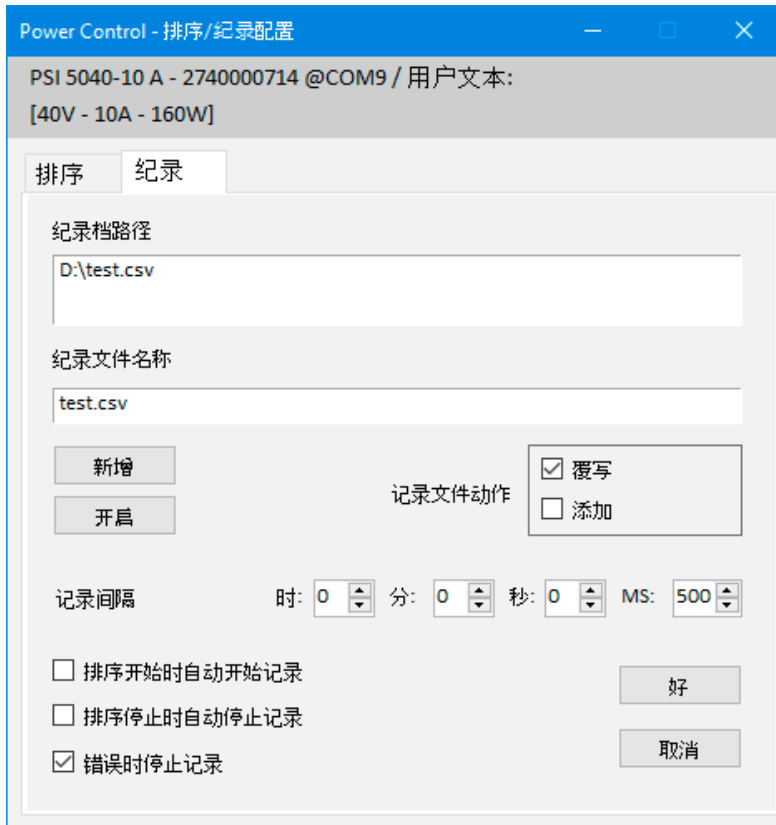 Power Control - 排序/纪录配置
PSI 5040-10 A - 2740000714 @COM9 / 用户文本:
[40V - 10A - 160W]
排序 纪录
纪录档路径
D:\test.csv
纪录文件名称
test.csv
新增
开启
记录文件动作
覆写
添加
记录间隔 时: 0 分: 0 秒: 0 MS: 500
排序开始时自动开始记录
排序停止时自动停止记录
错误时停止记录
好
取消